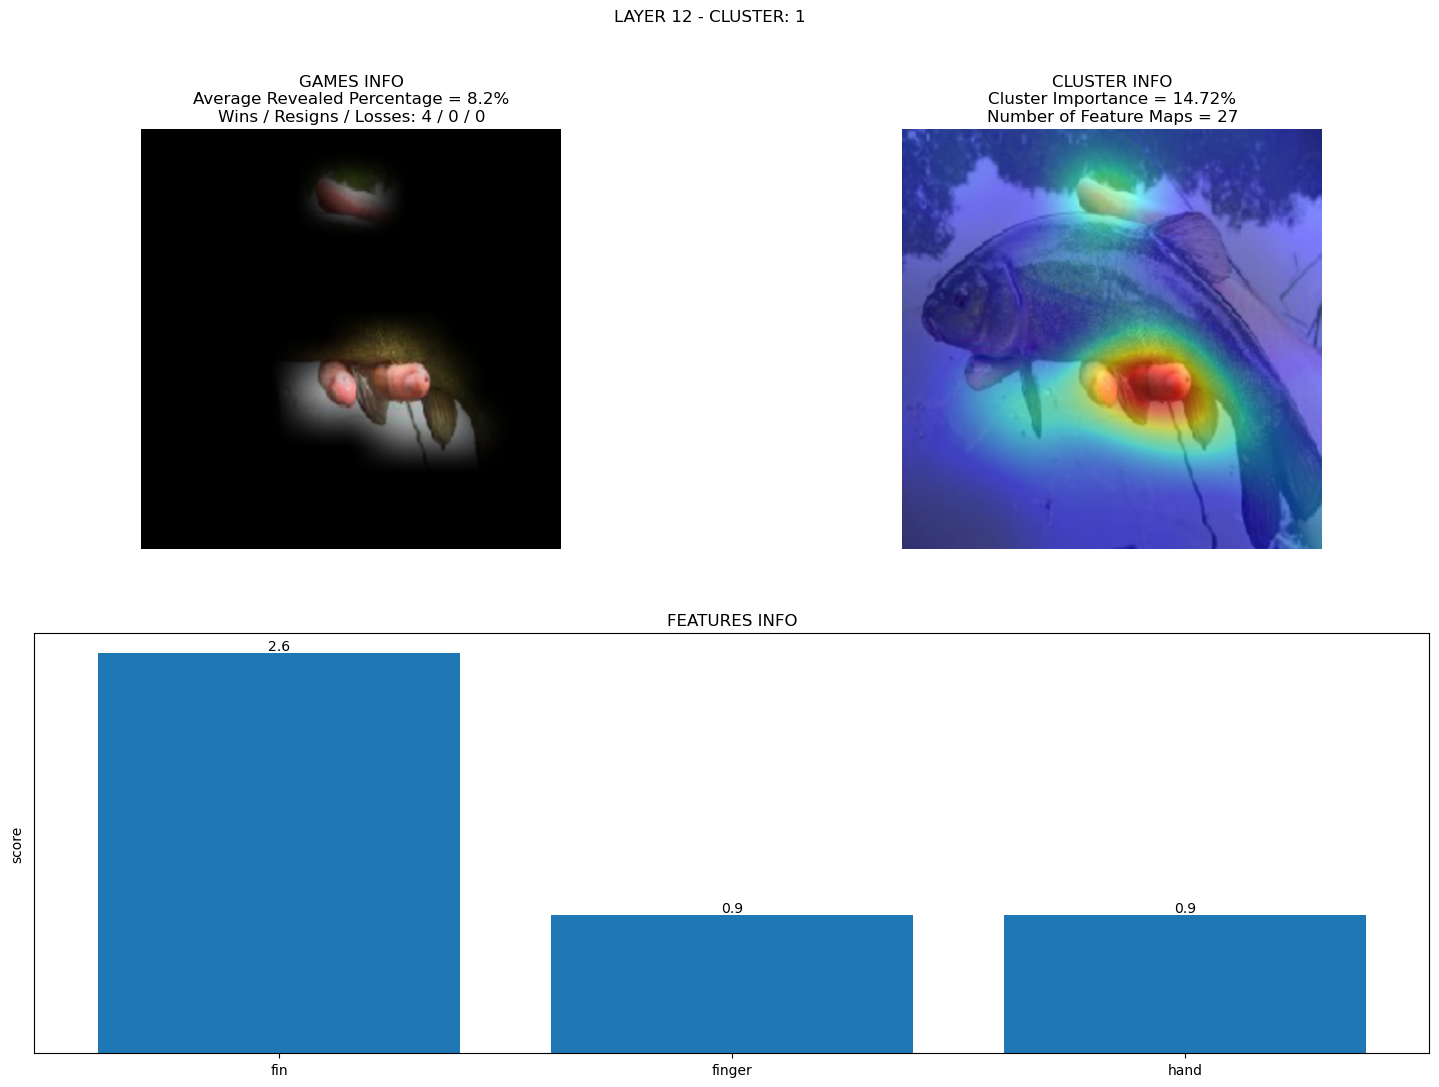 LAYER 12 - CLUSTER: 1
GAMES INFO
Average Revealed Percentage = 8.2%
Wins / Resigns / Losses: 4 / 0 / 0
CLUSTER INFO
Cluster Importance = 14.72%
Number of Feature Maps = 27
FEATURES INFO
score
2.6
0.9
0.9
fin
finger
hand